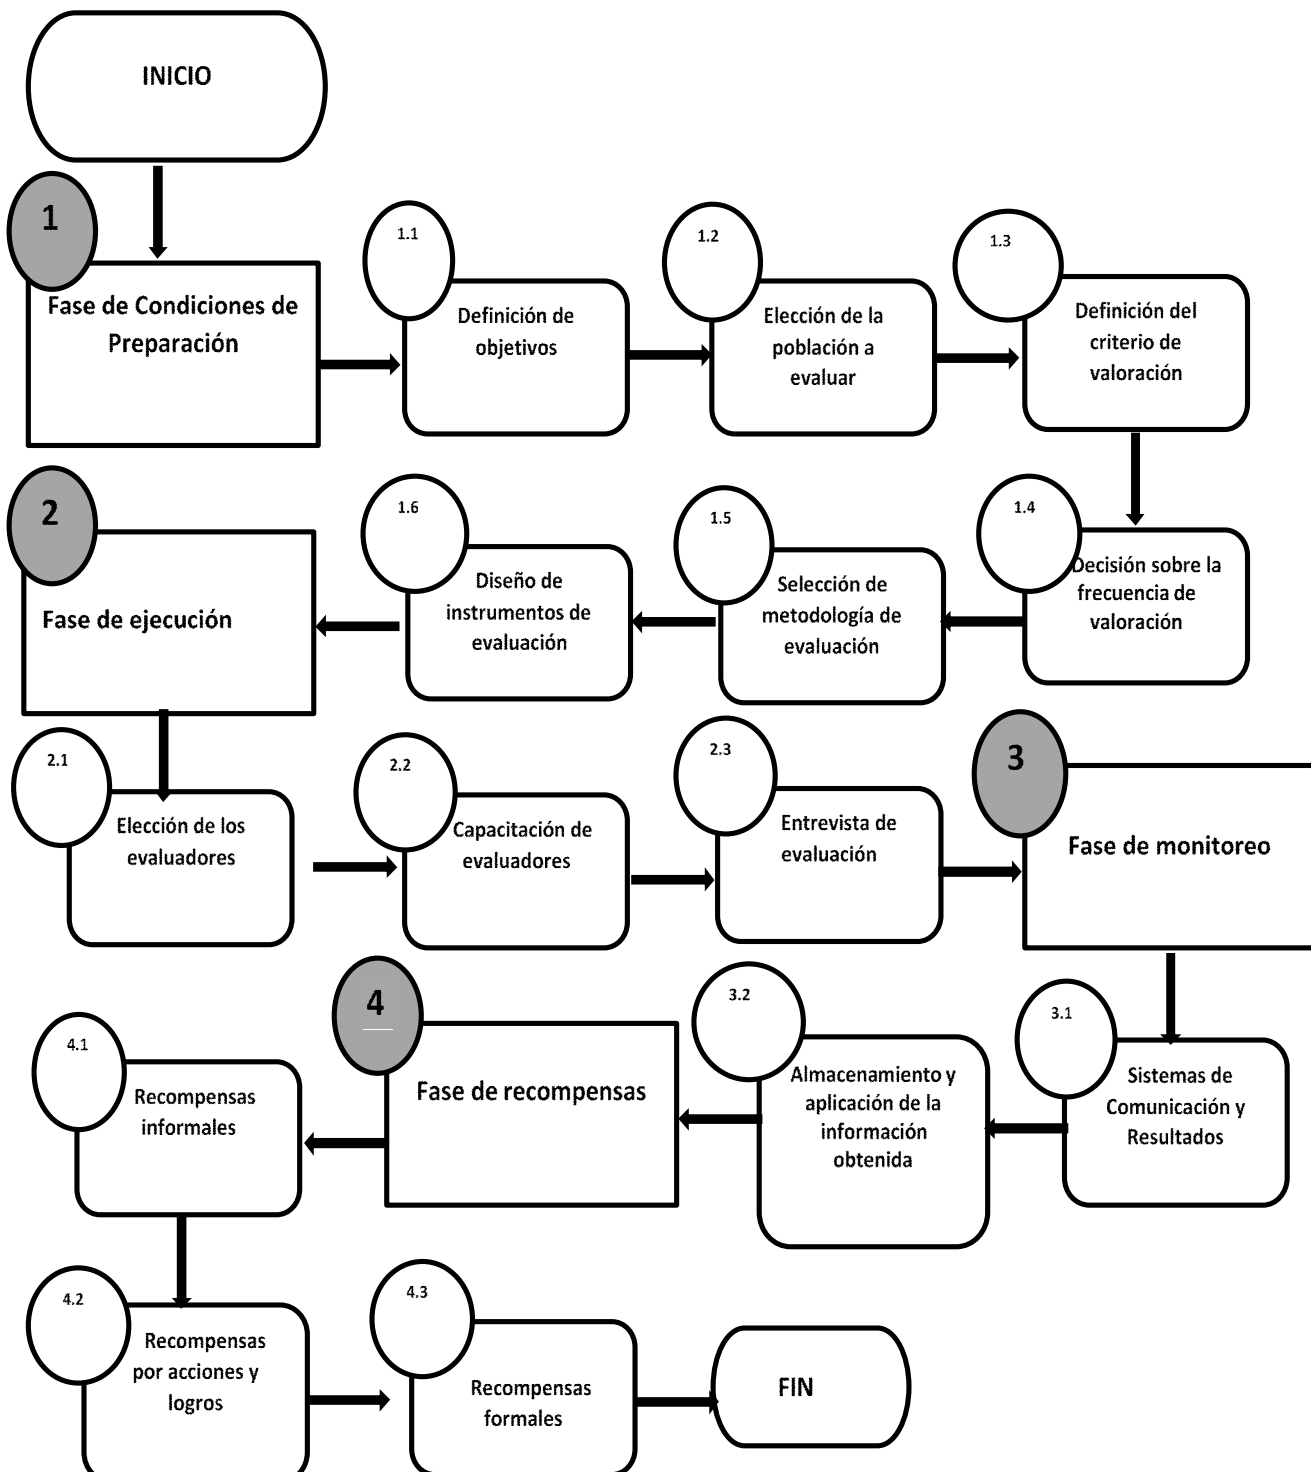 INICIO
1
Fase de Condiciones de
Preparación
1.1
Definición de
objetivos
1.2
Elección de la
población a
evaluar
1.3
Definición del
criterio de
valoración
1.4
Decisión sobre la
frecuencia de
valoración
1.5
Selección de
metodología de
evaluación
1.6
Diseño de
instrumentos de
evaluación
2
Fase de ejecución
2.1
Elección de los
evaluadores
2.2
Capacitación de
evaluadores
2.3
Entrevista de
evaluación
3
Fase de monitoreo
3.1
Sistemas de
Comunicación y
Resultados
3.2
Almacenamiento y
aplicación de la
información
obtenida
4
Fase de recompensas
4.1
Recompensas
informales
4.2
Recompensas
por acciones y
logros
4.3
Recompensas
formales
FIN